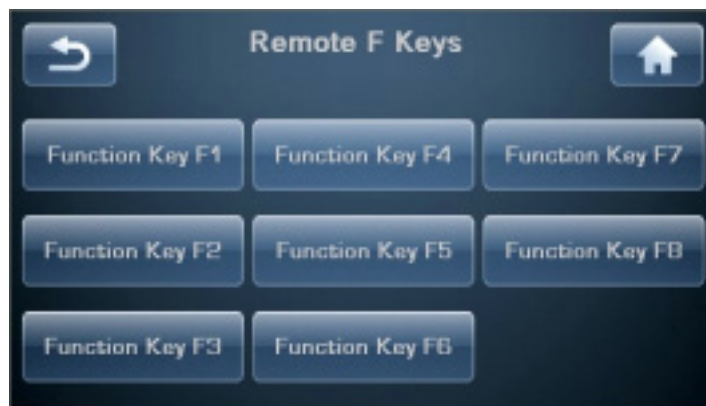 Remote F Keys
Function Key F1 Function Key F4 Function Key F7
Function Key F2 Function Key F5 Function Key F8
Function Key F3 Function Key F6